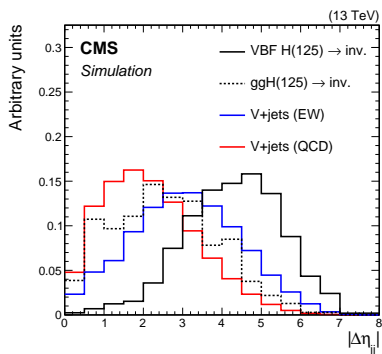 (13 TeV)
CMS
Simulation
VBF H(125) → inv.
ggH(125) → inv.
V+jets (EW)
V+jets (QCD)
Arbitrary units
0.3
0.25
0.2
0.15
0.1
0.05
0
0 1 2 3 4 5 6 7 8
|Δη_jj|